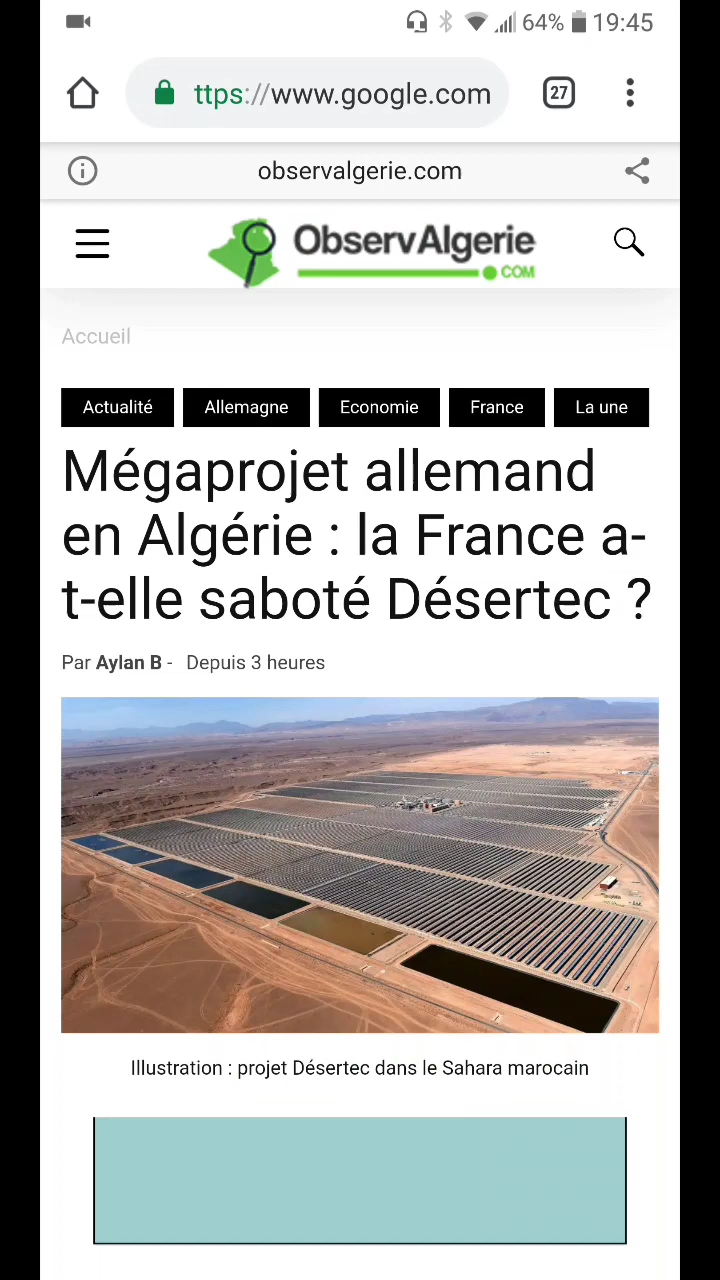 64% 19:45
ttps://www.google.com 27
observalgerie.com
ObservAlgerie
COM
Accueil
Actualité Allemagne Economie France La une
Mégaprojet allemand
en Algérie : la France a-
t-elle saboté Désertec ?
Par Aylan B - Depuis 3 heures
Illustration : projet Désertec dans le Sahara marocain